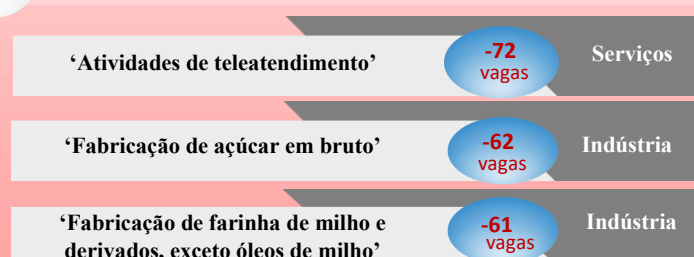 ‘Atividades de teleatendimento’
-72
vagas
Serviços
‘Fabricação de açúcar em bruto’
-62
vagas
Indústria
‘Fabricação de farinha de milho e
derivados, exceto óleos de milho’
-61
vagas
Indústria